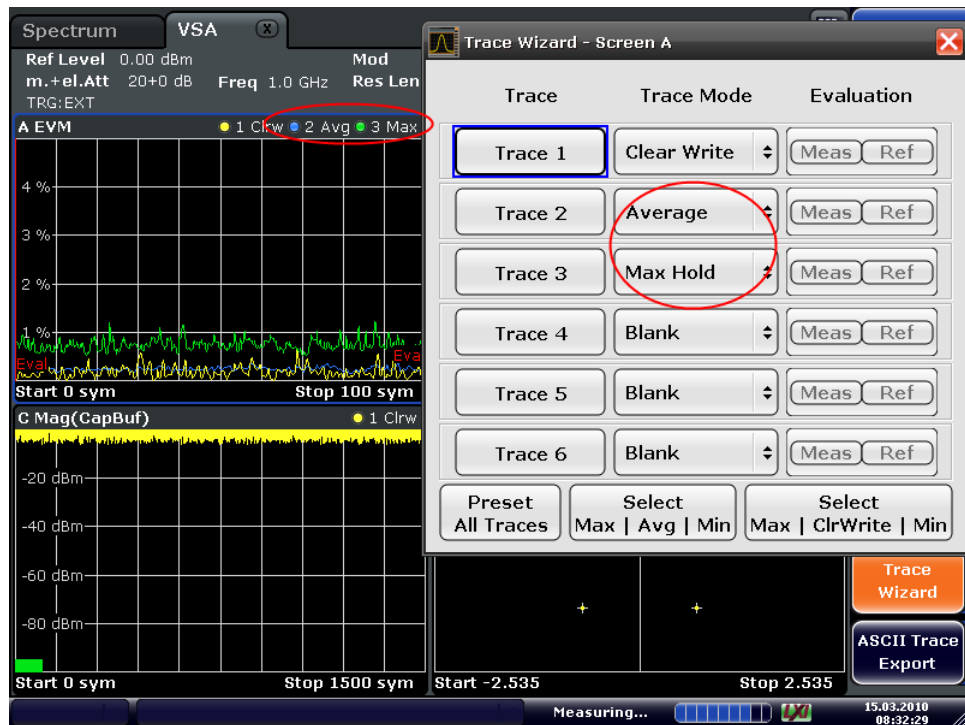 Spectrum VSA X
Ref Level 0.00 dBm Mod
m.+el.Att 20+0 dB Freq 1.0 GHz Res Len
TRG:EXT
A EVM 1 Clrw 2 Avg 3 Max
4 %
3 %
2 %
1 %
Eval Eva
Start 0 sym Stop 100 sym
C Mag(CapBuf) 1 Clrw
-20 dBm
-40 dBm
-60 dBm
-80 dBm
Start 0 sym Stop 1500 sym
Trace Wizard - Screen A
Trace Trace Mode Evaluation
Trace 1 Clear Write Meas Ref
Trace 2 Average Meas Ref
Trace 3 Max Hold Meas Ref
Trace 4 Blank Meas Ref
Trace 5 Blank Meas Ref
Trace 6 Blank Meas Ref
Preset All Traces
Select Max | Avg | Min
Select Max | ClrWrite | Min
Start -2.535 Stop 2.535
Trace
Wizard
ASCII Trace
Export
Measuring... LXI 15.03.2010
08:32:29